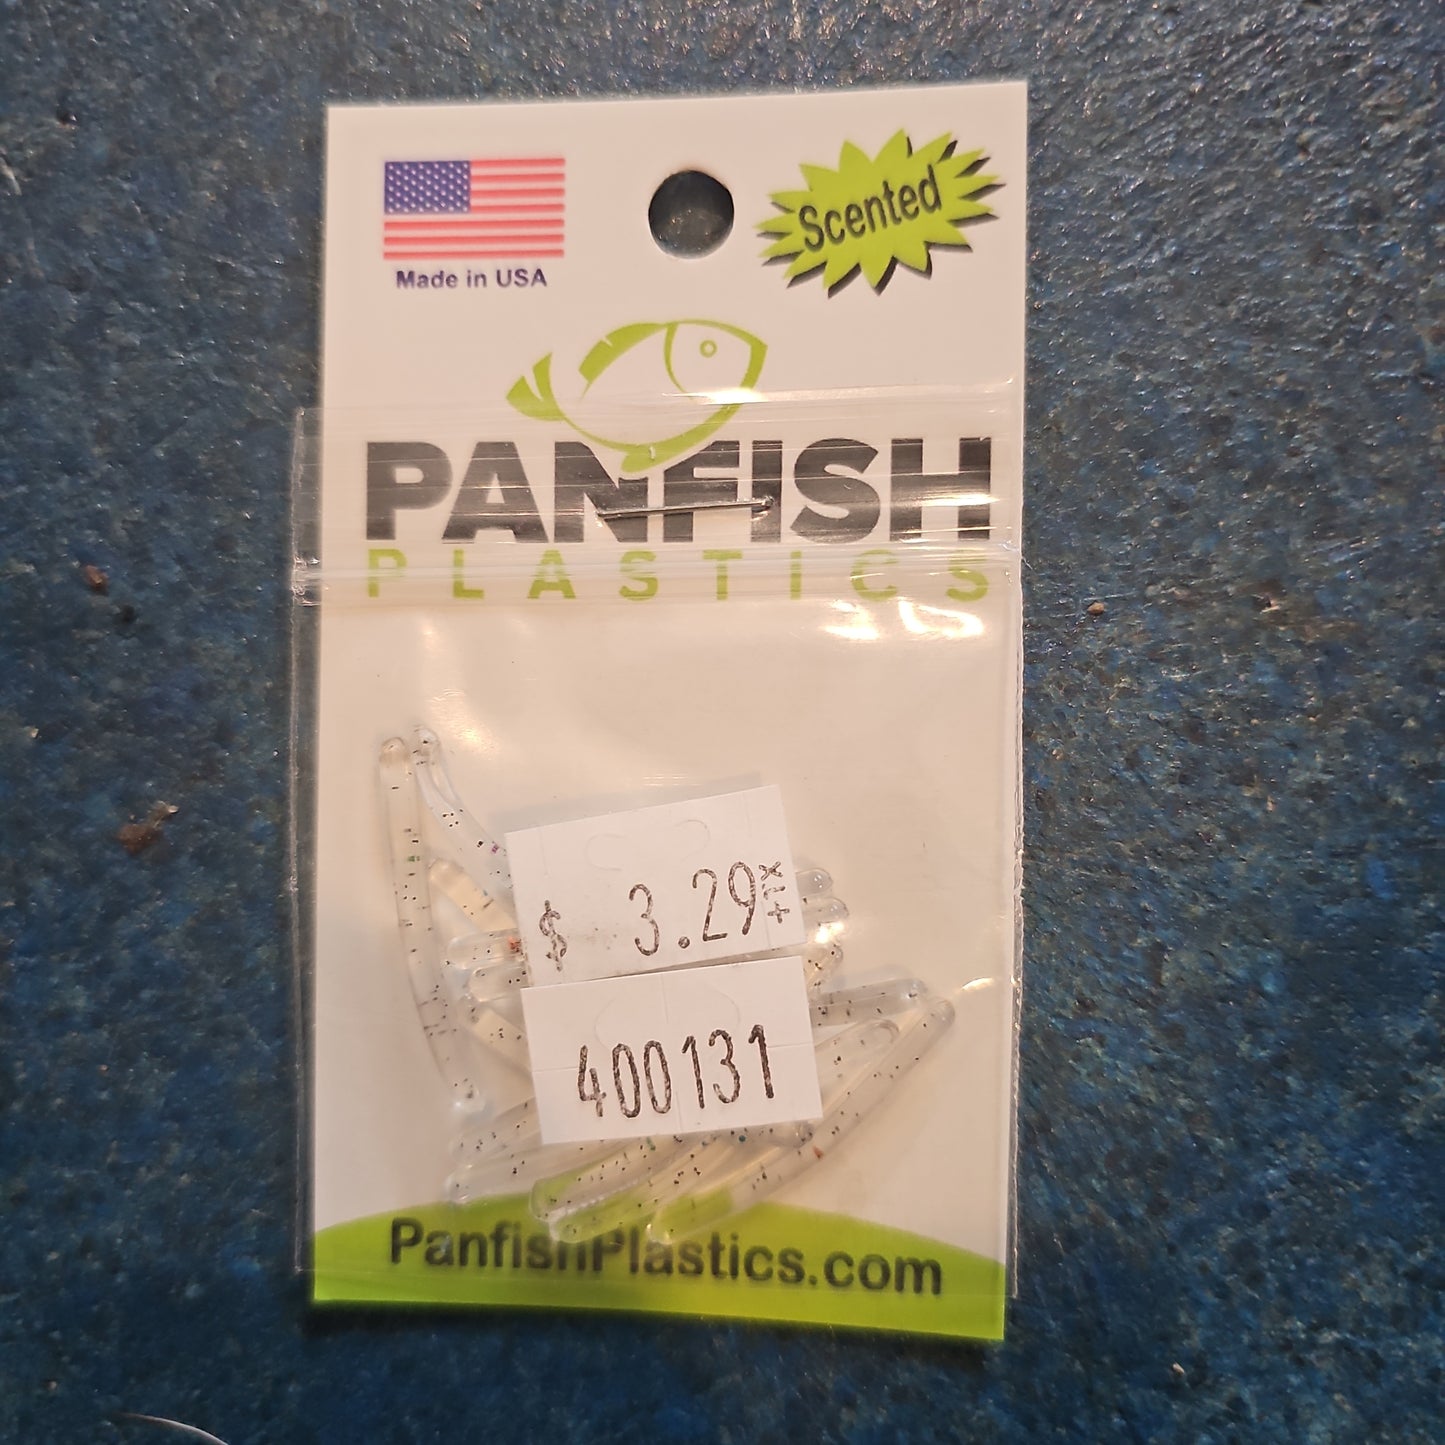 Scented
Made in USA
PANFISH
PLASTICS
$ 3.29
400131
PanfishPlastics.com